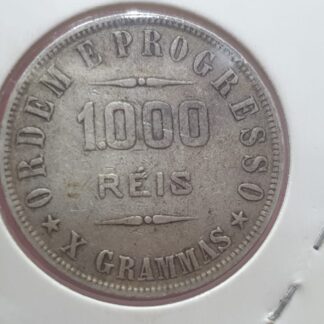 ORDEM E PROGRESSO
1.000
RÉIS
★ X GRAMMAS ★